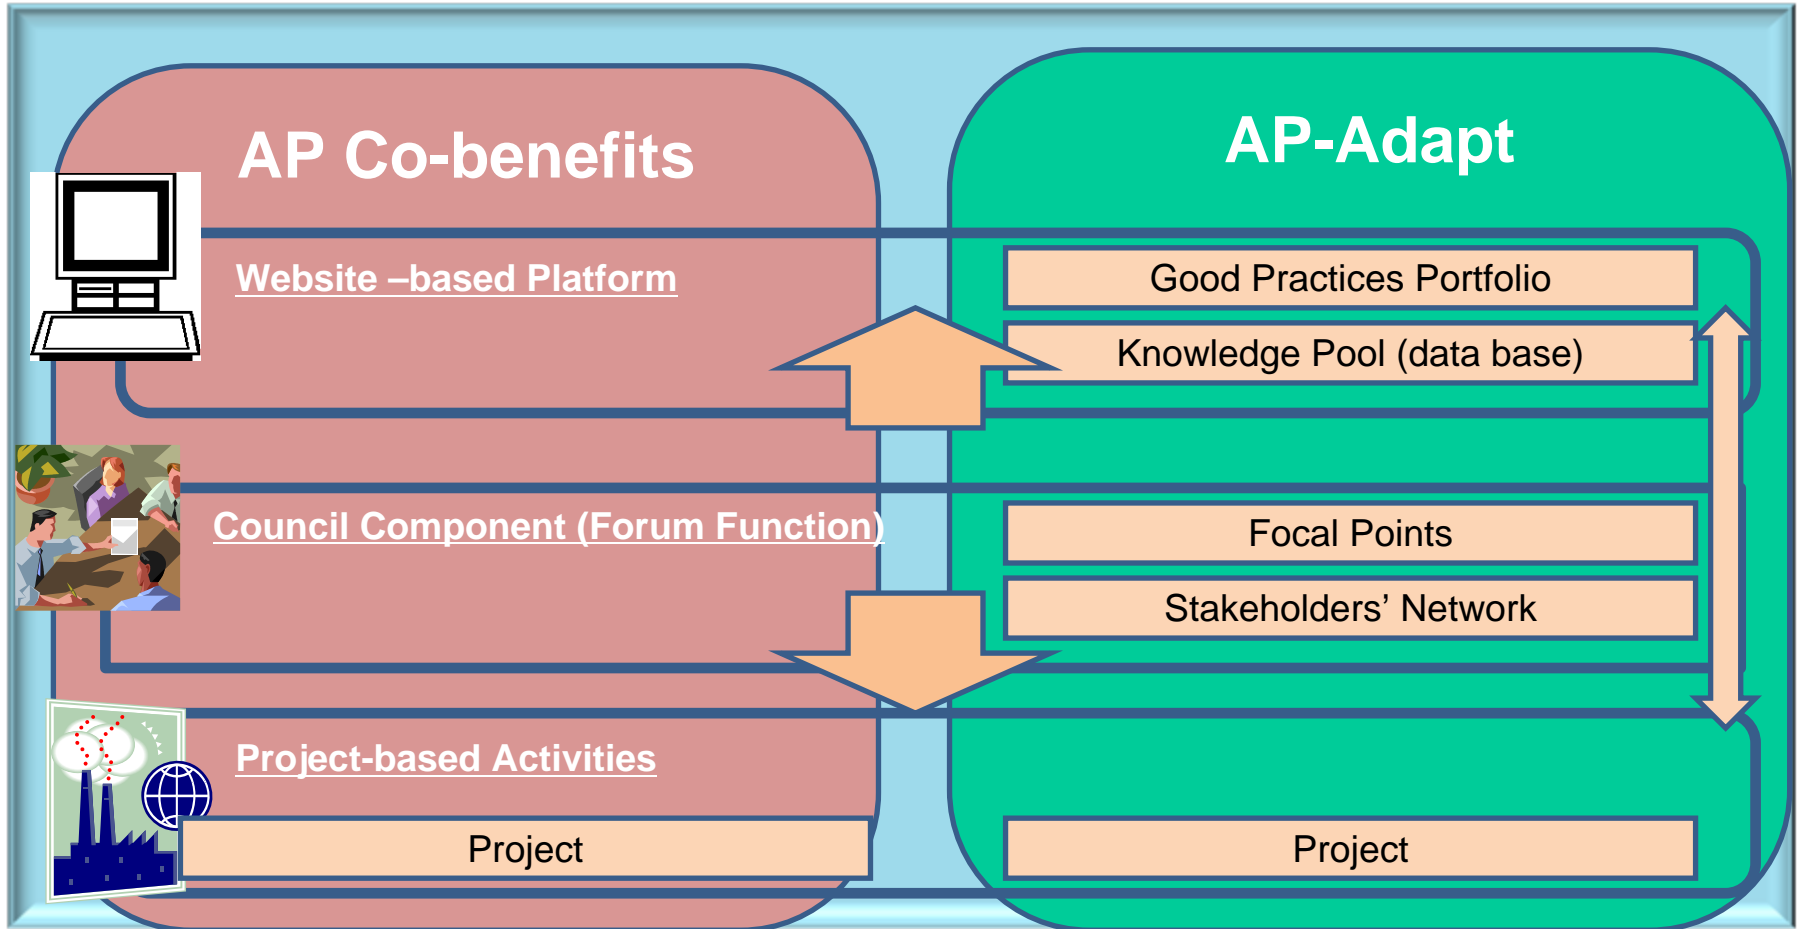 AP Co-benefits
AP-Adapt
Website –based Platform
Good Practices Portfolio
Knowledge Pool (data base)
Council Component (Forum Function)
Focal Points
Stakeholders’ Network
Project-based Activities
Project
Project